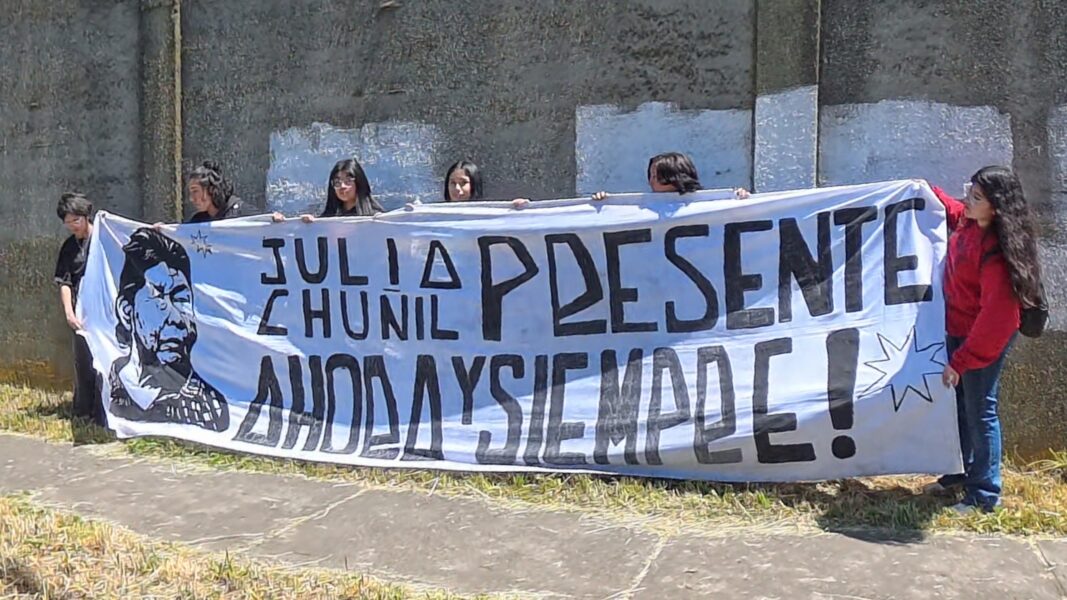 JULIA CHUÑIL PRESENTE
AHORA Y SIEMPRE!